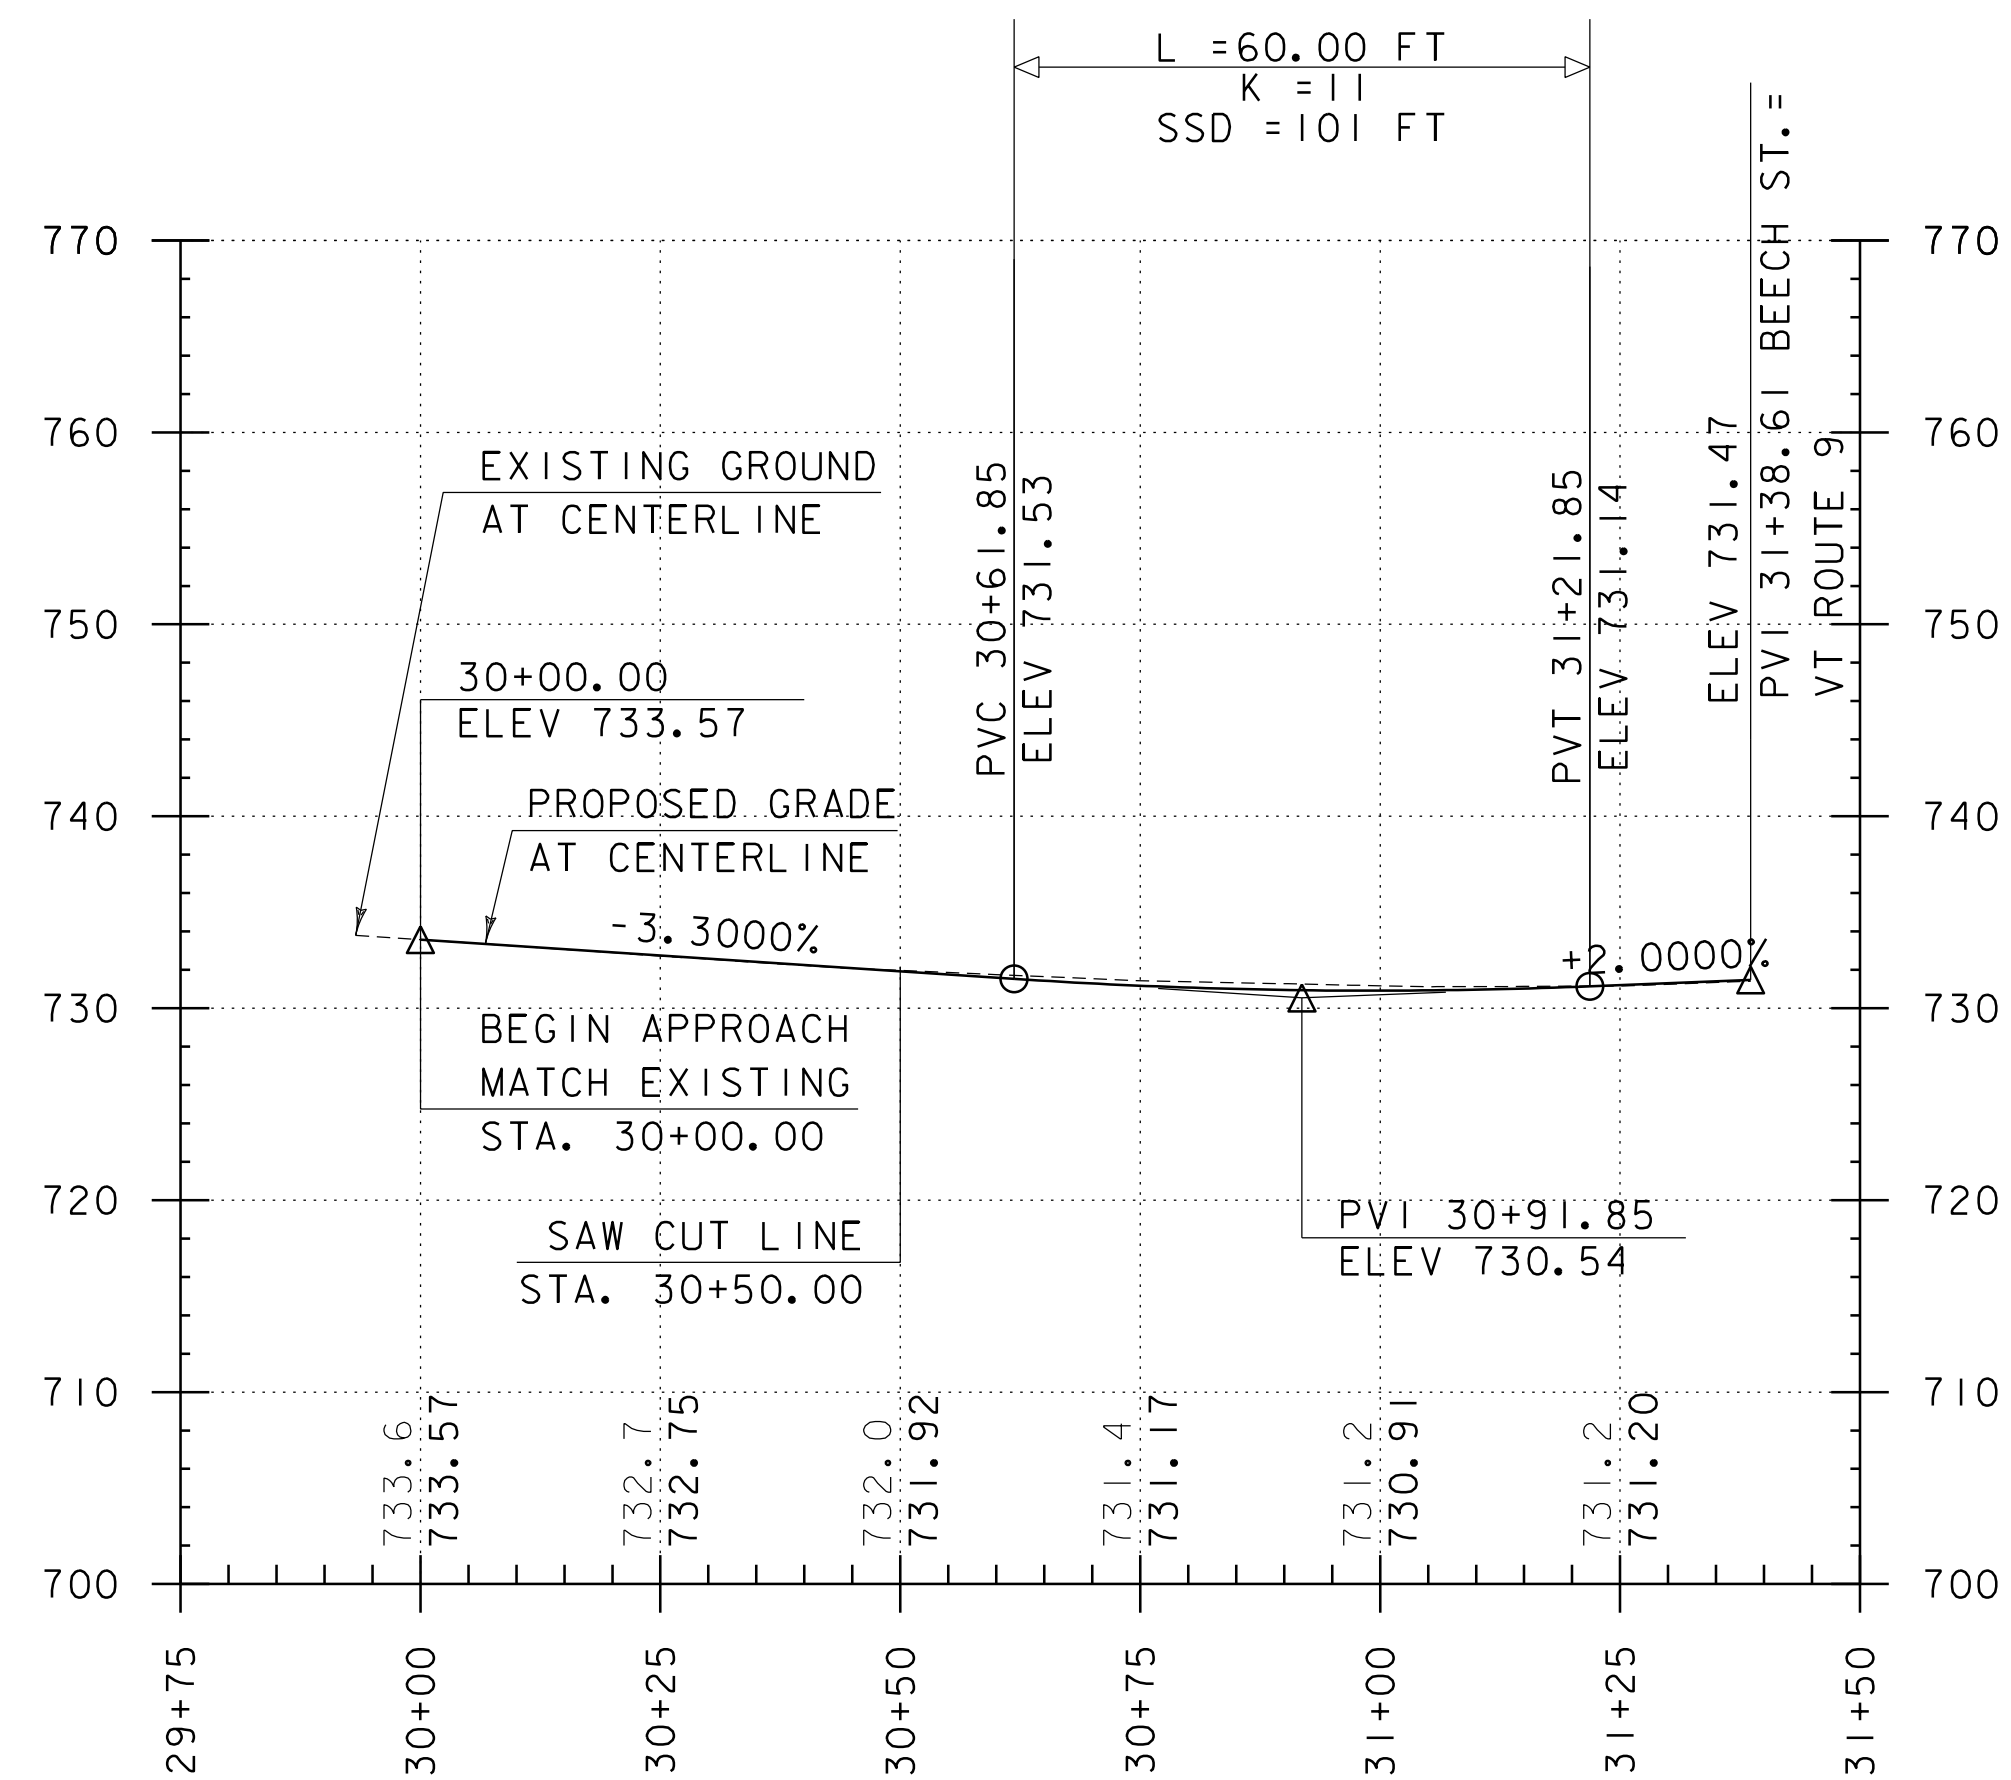 L =60.00 FT
K =11
SSD =101 FT
770
770
760
760
750
750
740
740
730
730
720
720
710
710
700
700
EXISTING GROUND
AT CENTERLINE
30+00.00
ELEV 733.57
PROPOSED GRADE
AT CENTERLINE
-3.3000%
PVC 30+61.85
ELEV 731.53
PVT 31+21.85
ELEV 731.14
ELEV 731.47
PVI 31+38.61 BEECH ST.=
VT ROUTE 9
+2.0000%
BEGIN APPROACH
MATCH EXISTING
STA. 30+00.00
SAW CUT LINE
STA. 30+50.00
PVI 30+91.85
ELEV 730.54
733.6
733.57
732.7
732.75
732.0
731.92
731.4
731.17
731.2
730.91
731.2
731.20
29+75
30+00
30+25
30+50
30+75
31+00
31+25
31+50